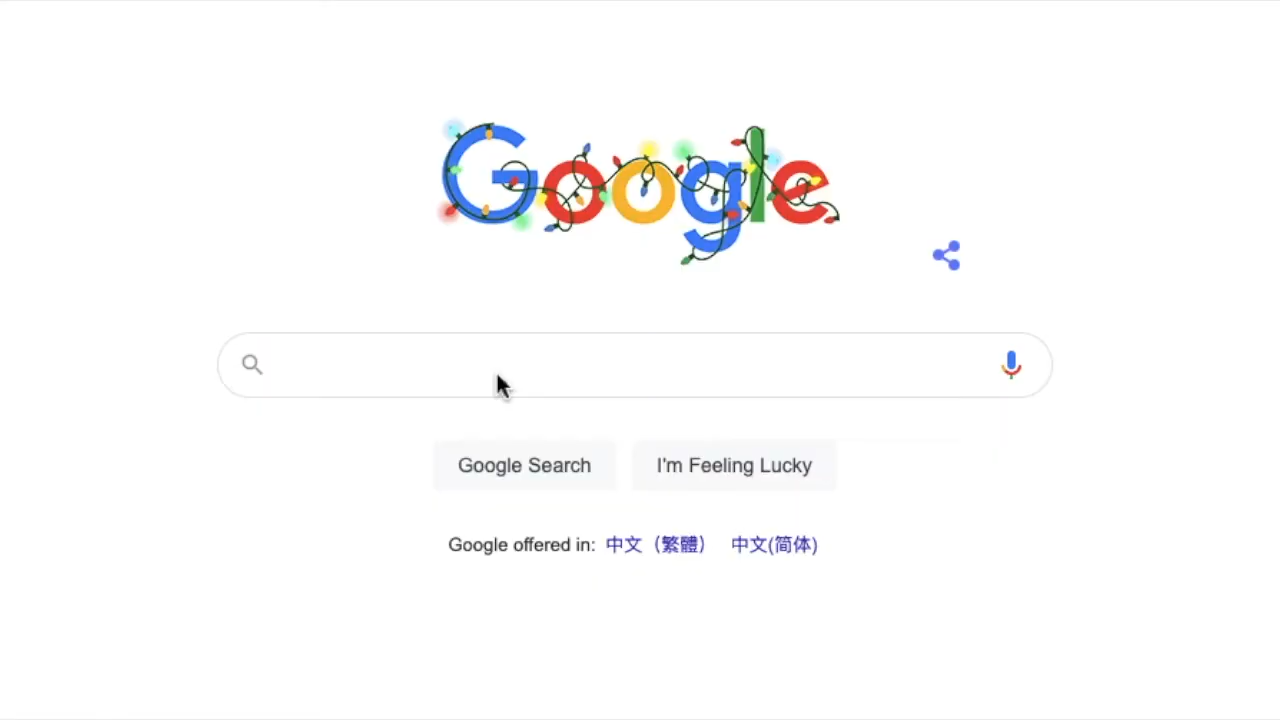 Google
Google Search I'm Feeling Lucky
Google offered in: 中文（繁體） 中文(简体)